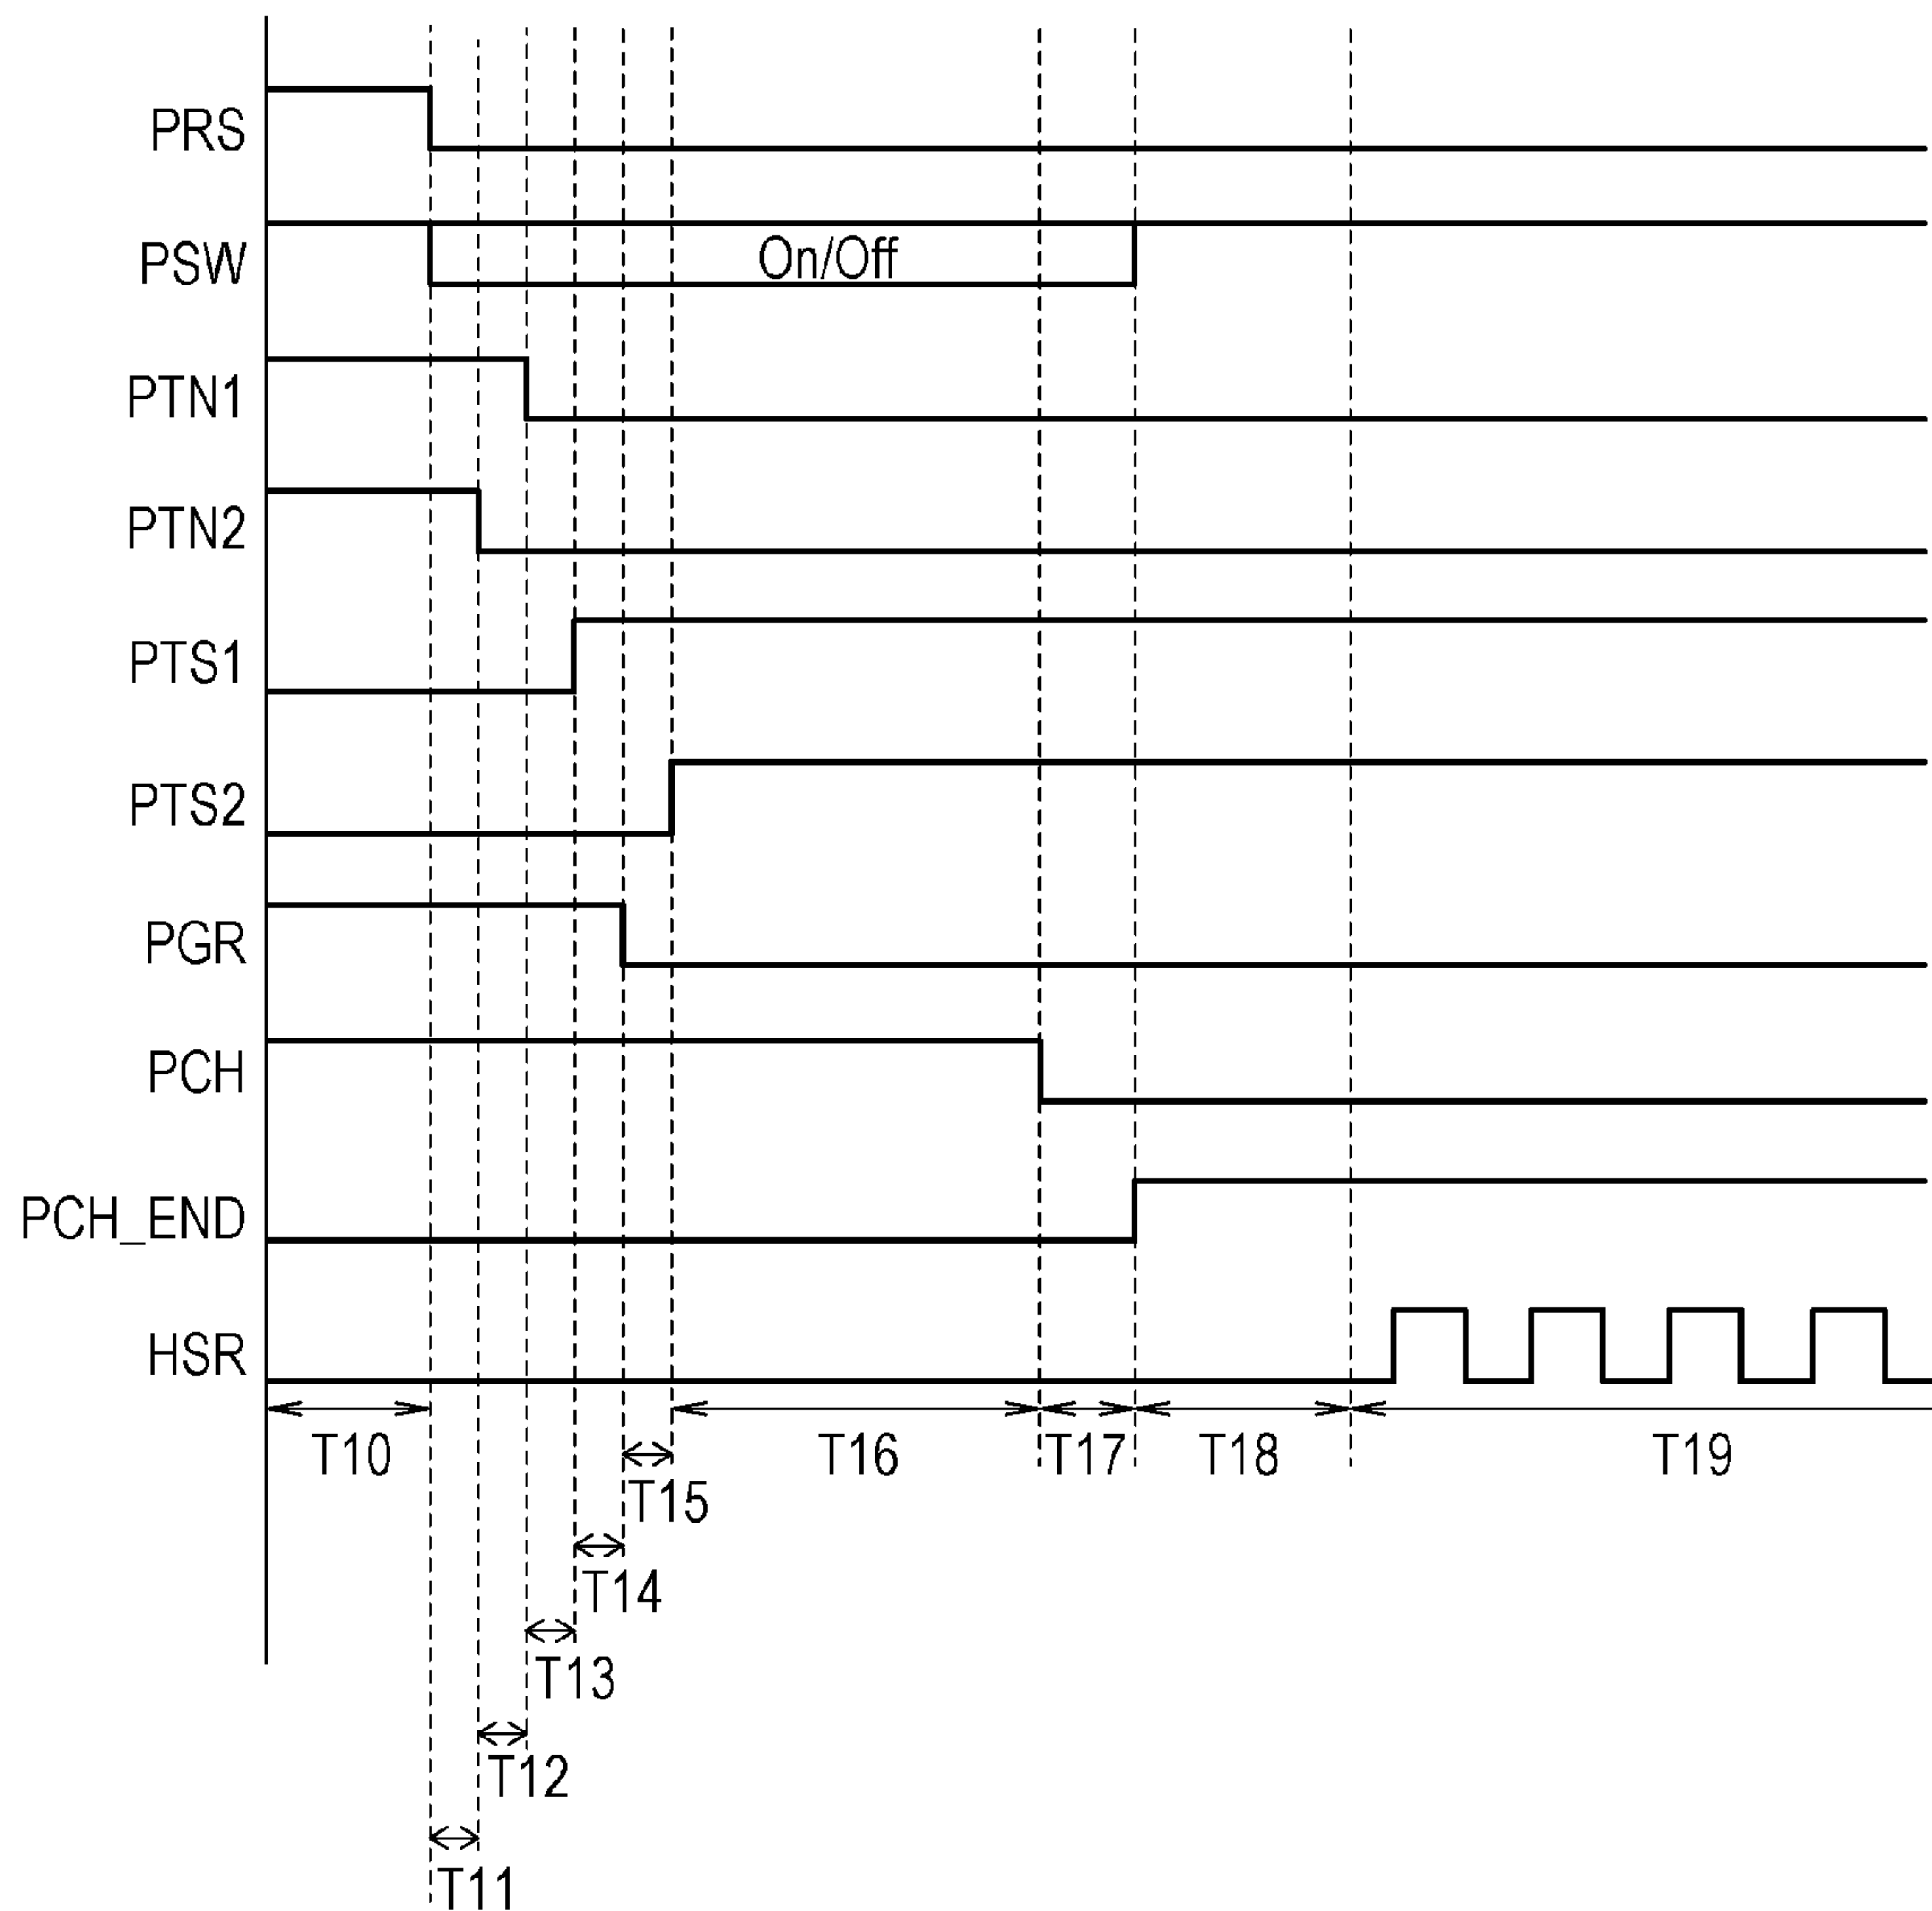 PRS
PSW
On/Off
PTN1
PTN2
PTS1
PTS2
PGR
PCH
PCH_END
HSR
T10
T16
T17
T18
T19
T15
T14
T13
T12
T11